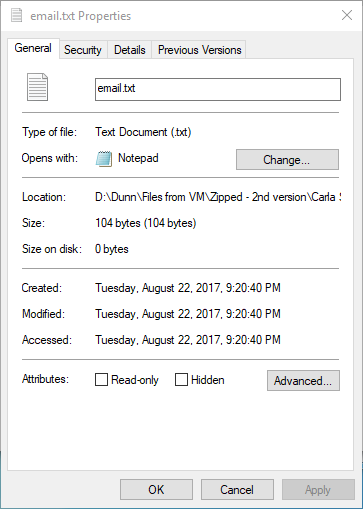 email.txt Properties
General Security Details Previous Versions
email.txt
Type of file: Text Document (.txt)
Opens with: Notepad Change...
Location: D:\Dunn\Files from VM\Zipped - 2nd version\Carla S
Size: 104 bytes (104 bytes)
Size on disk: 0 bytes
Created: Tuesday, August 22, 2017, 9:20:40 PM
Modified: Tuesday, August 22, 2017, 9:20:40 PM
Accessed: Tuesday, August 22, 2017, 9:20:40 PM
Attributes: Read-only Hidden Advanced...
OK Cancel Apply